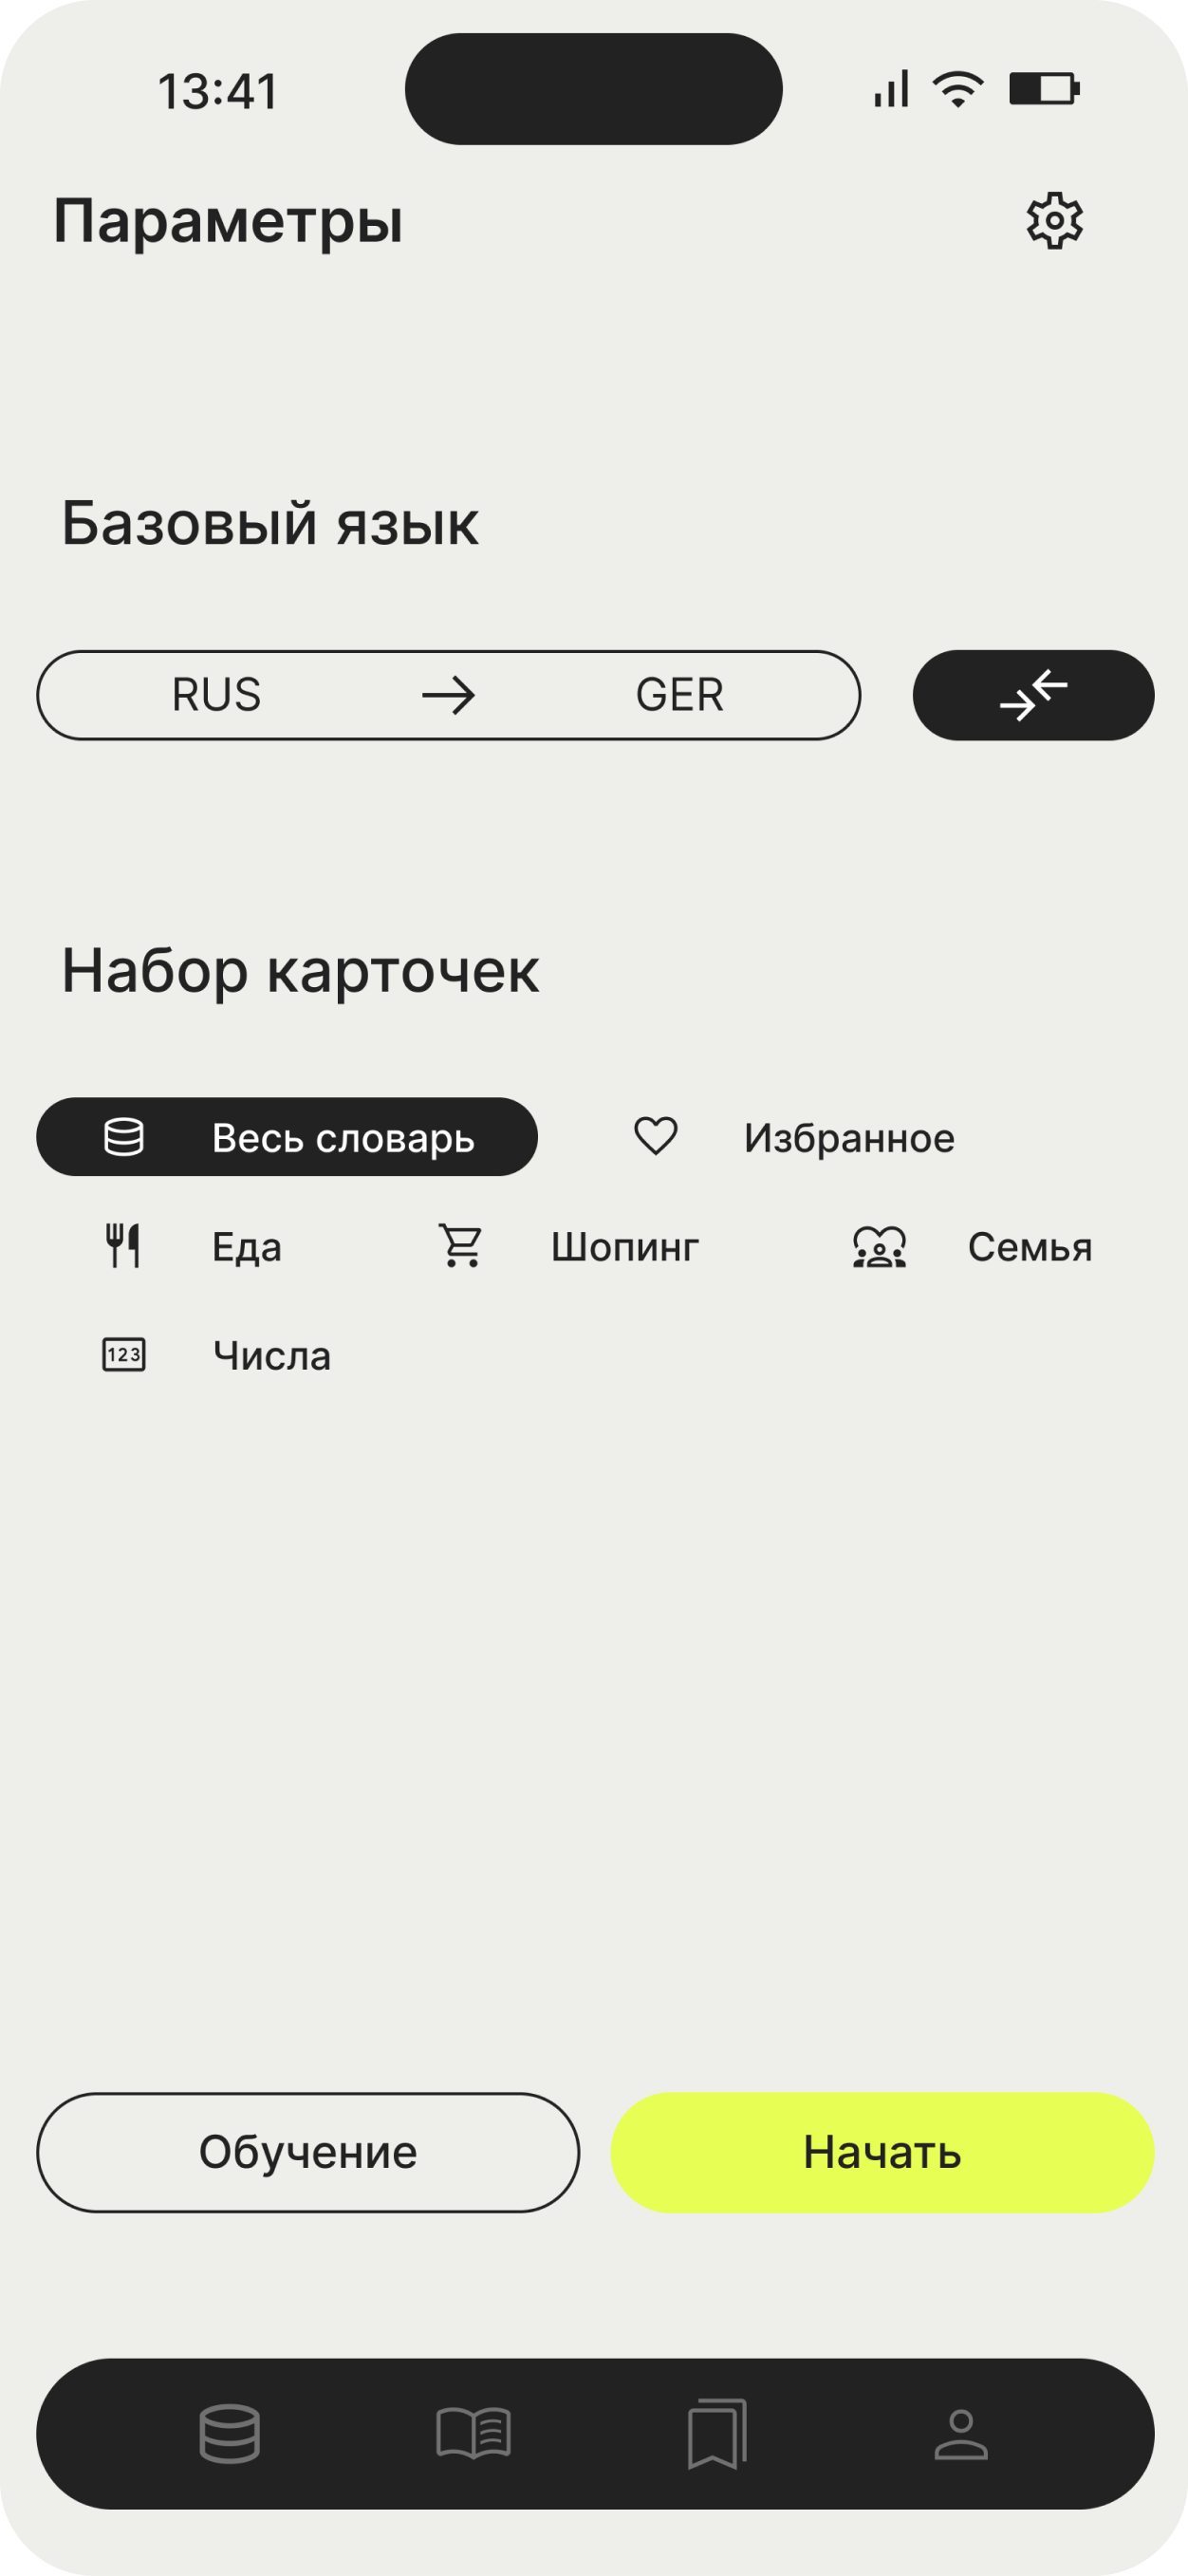 13:41
Параметры
Базовый язык
RUS → GER
Набор карточек
Весь словарь Избранное
Еда Шопинг Семья
123 Числа
Обучение Начать